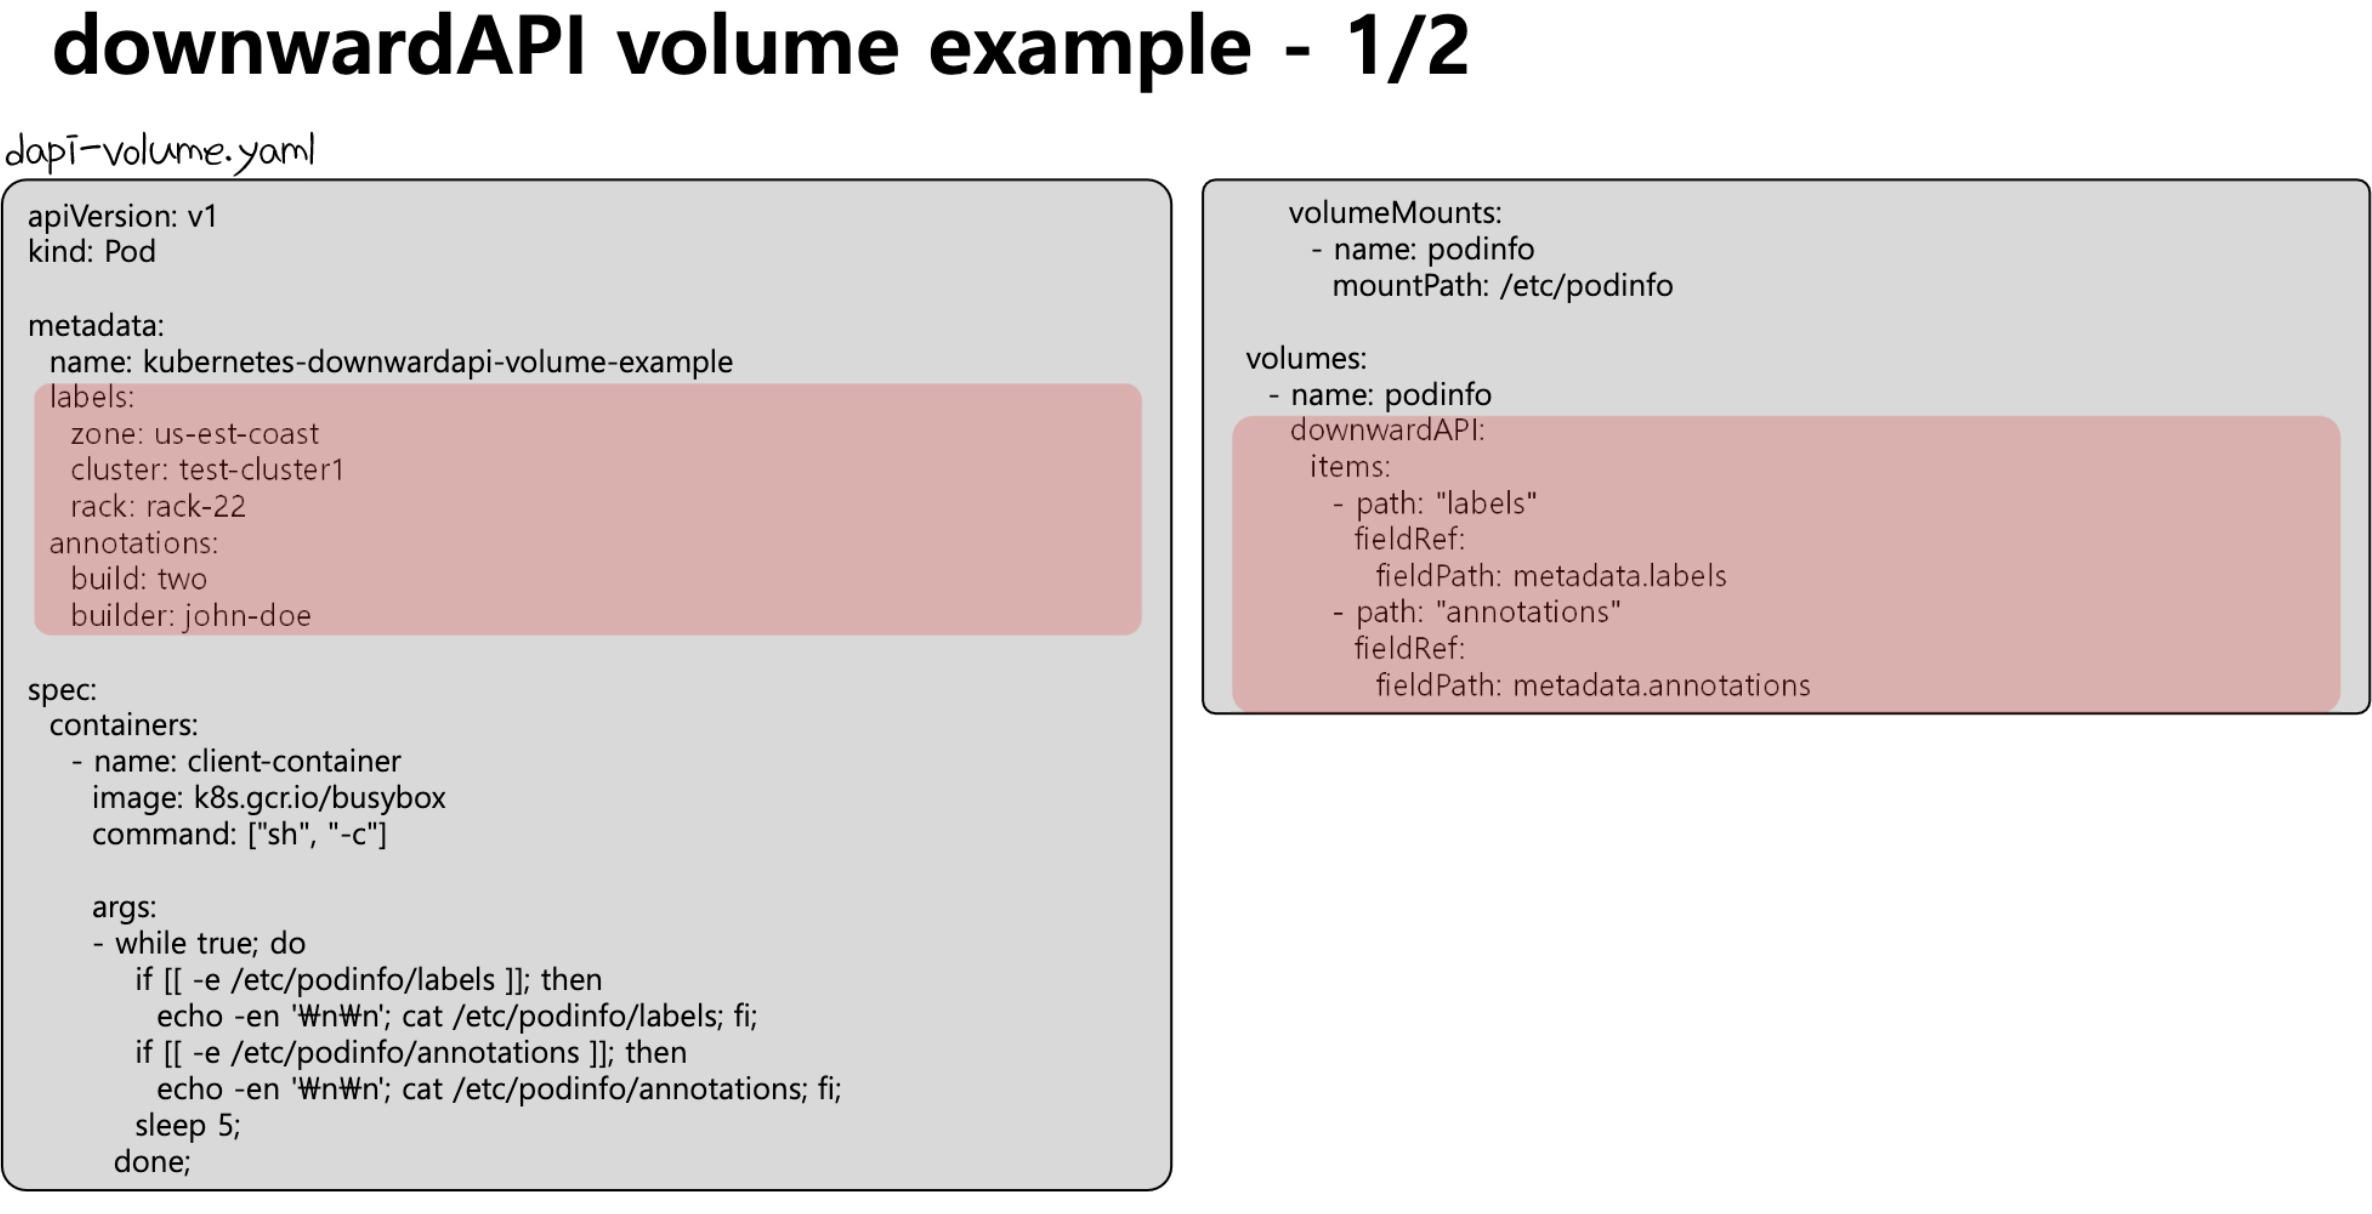 downwardAPI volume example - 1/2
dapi-volume.yaml
apiVersion: v1
kind: Pod
metadata:
  name: kubernetes-downwardapi-volume-example
  labels:
    zone: us-est-coast
    cluster: test-cluster1
    rack: rack-22
  annotations:
    build: two
    builder: john-doe
spec:
  containers:
    - name: client-container
      image: k8s.gcr.io/busybox
      command: ["sh", "-c"]
      args:
      - while true; do
          if [[ -e /etc/podinfo/labels ]]; then
            echo -en '₩n₩n'; cat /etc/podinfo/labels; fi;
          if [[ -e /etc/podinfo/annotations ]]; then
            echo -en '₩n₩n'; cat /etc/podinfo/annotations; fi;
          sleep 5;
        done;
      volumeMounts:
        - name: podinfo
          mountPath: /etc/podinfo
  volumes:
    - name: podinfo
      downwardAPI:
        items:
          - path: "labels"
            fieldRef:
              fieldPath: metadata.labels
          - path: "annotations"
            fieldRef:
              fieldPath: metadata.annotations